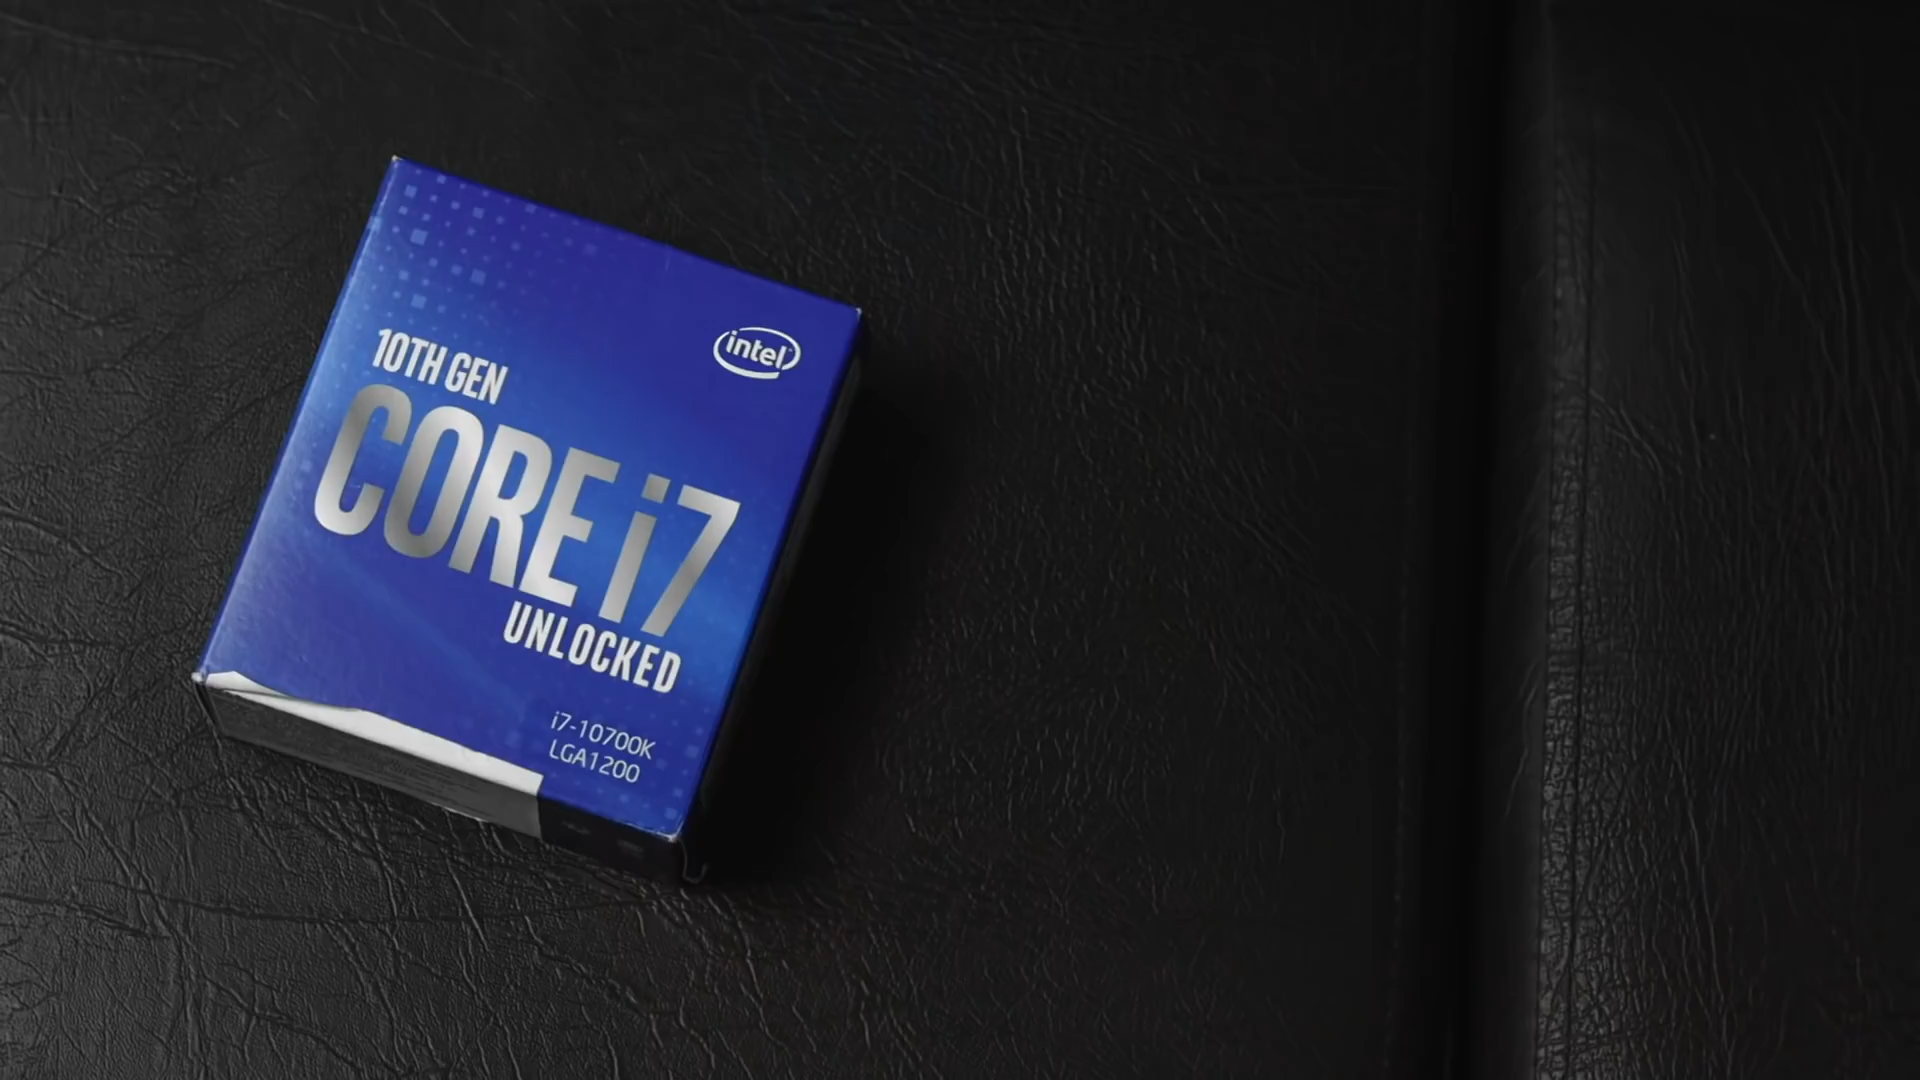 intel
10TH GEN
CORE i7
UNLOCKED
i7-10700K
LGA1200